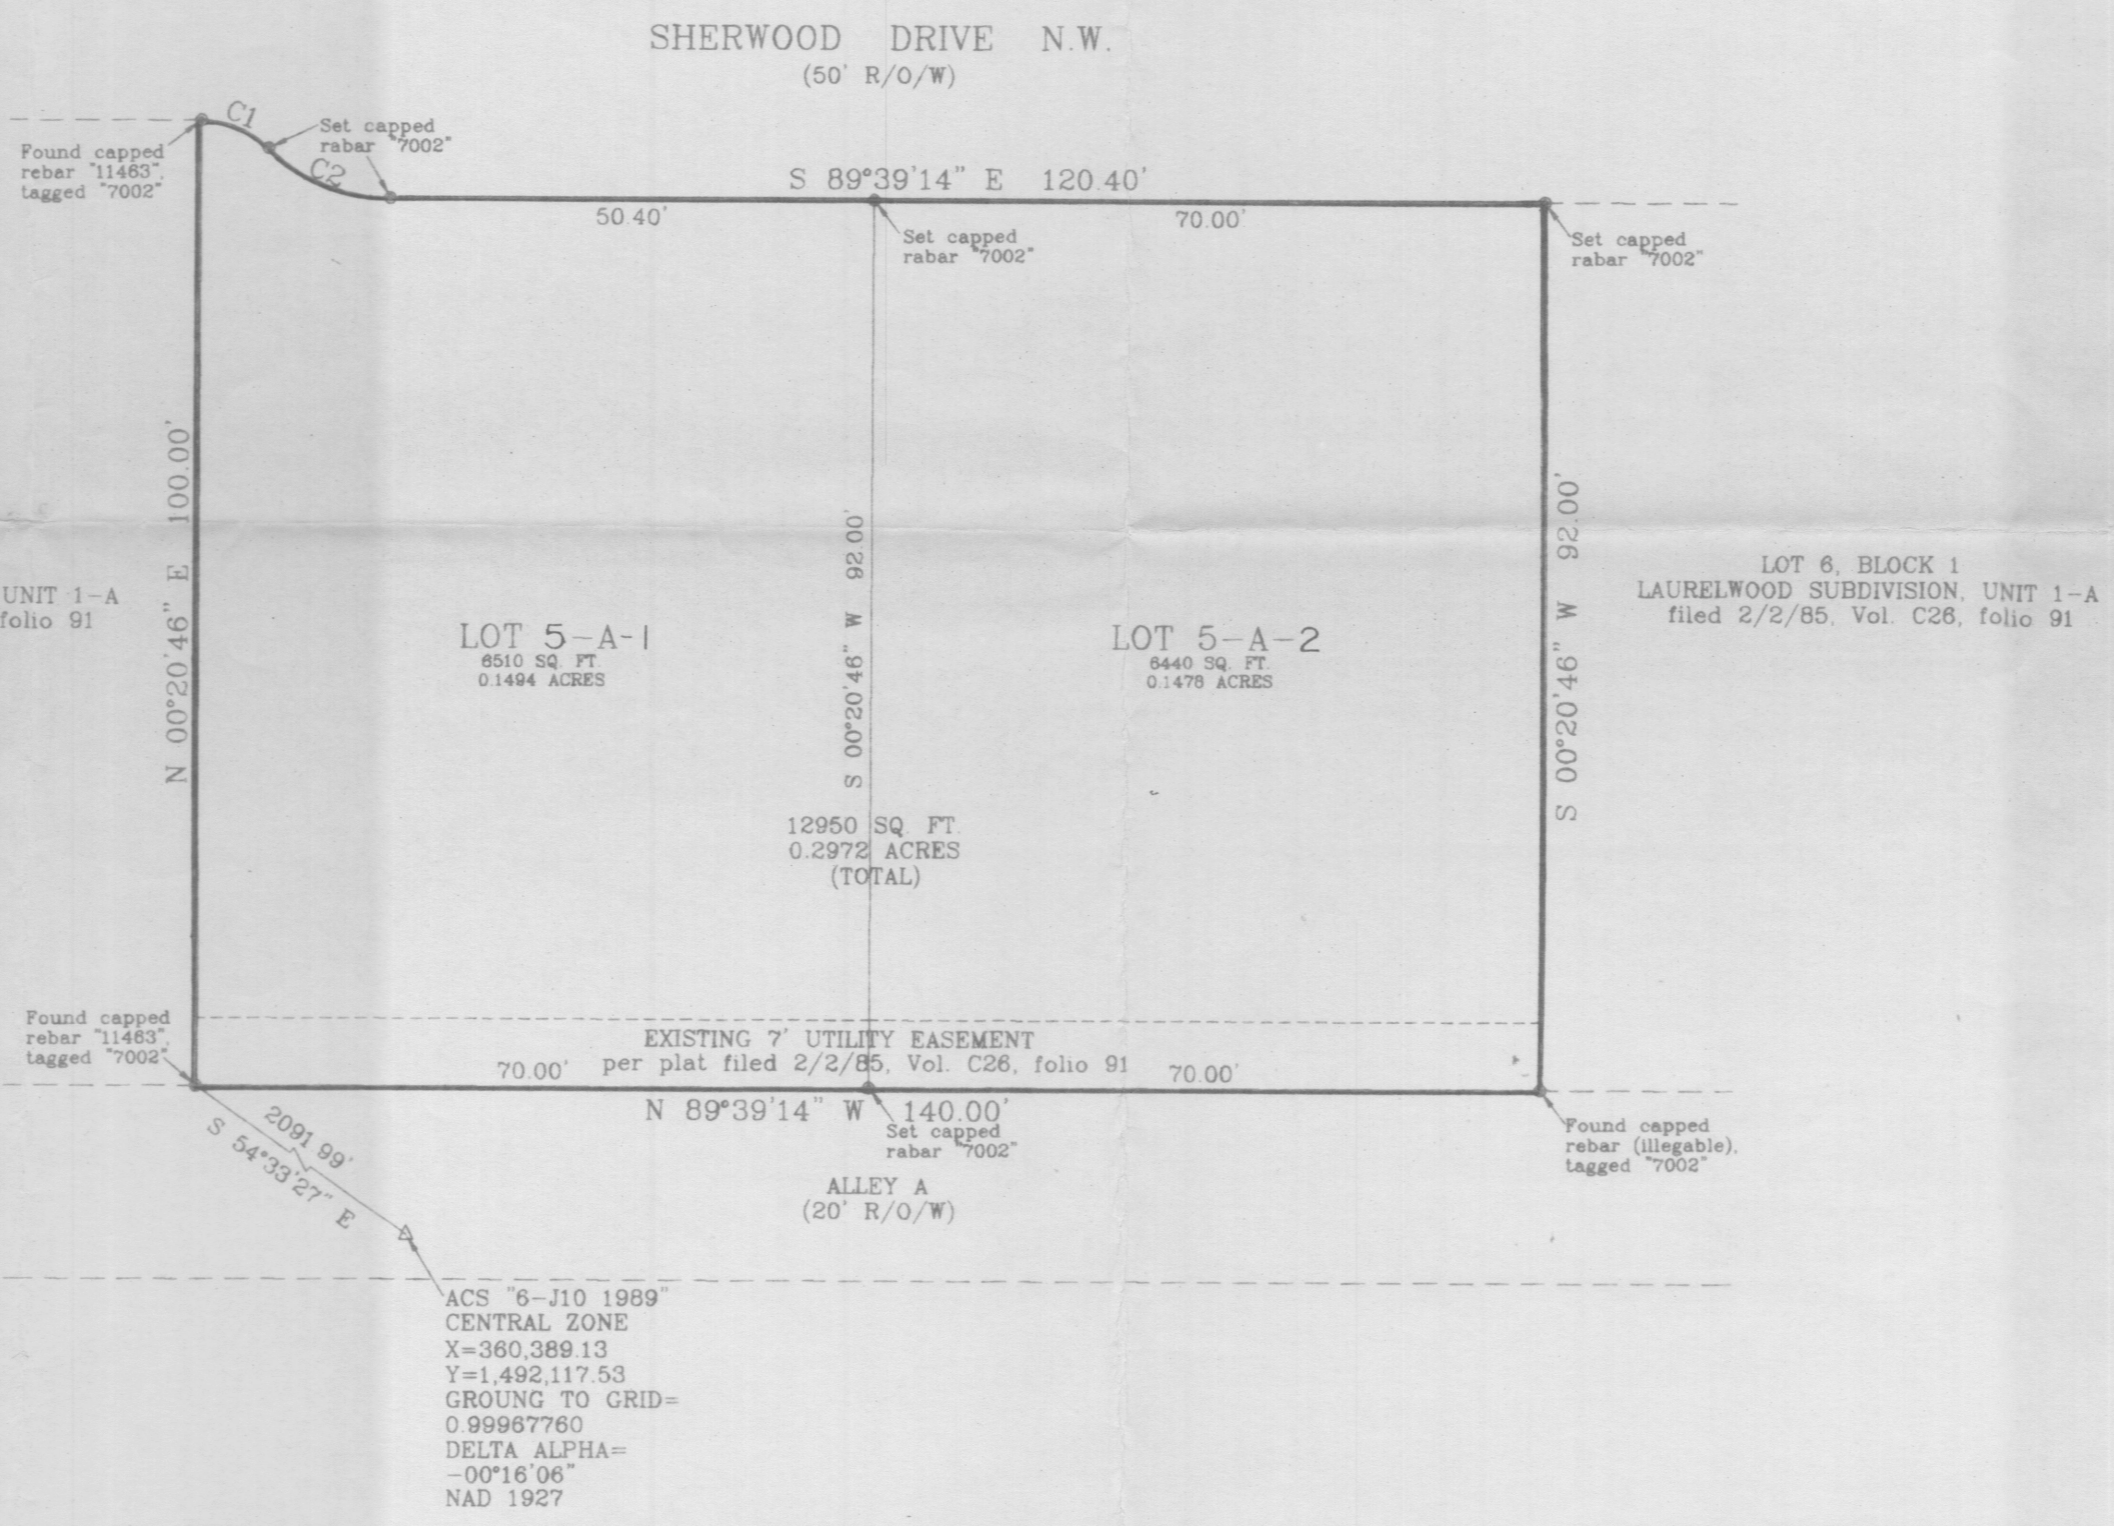 SHERWOOD DRIVE N.W.
(50' R/O/W)
C1
Set capped
rabar "7002"
Found capped
rebar "11463",
tagged "7002"
C2
S 89°39'14" E 120.40'
50.40'
70.00'
Set capped
rabar "7002"
Set capped
rabar "7002"
N 00°20'46" E 100.00'
S 00°20'46" W 92.00'
S 00°20'46" W 92.00'
UNIT 1-A
folio 91
LOT 5-A-1
6510 SQ. FT.
0.1494 ACRES
LOT 5-A-2
6440 SQ. FT.
0.1478 ACRES
LOT 6, BLOCK 1
LAURELWOOD SUBDIVISION, UNIT 1-A
filed 2/2/85, Vol. C26, folio 91
12950 SQ. FT.
0.2972 ACRES
(TOTAL)
Found capped
rebar "11463",
tagged "7002"
EXISTING 7' UTILITY EASEMENT
per plat filed 2/2/85, Vol. C26, folio 91
70.00'
70.00'
N 89°39'14" W 140.00'
Set capped
rabar "7002"
Found capped
rebar (illegable),
tagged "7002"
2091.99'
S 54°33'27" E
ALLEY A
(20' R/O/W)
ACS "6-J10 1989"
CENTRAL ZONE
X=360,389.13
Y=1,492,117.53
GROUNG TO GRID=
0.99967760
DELTA ALPHA=
-00°16'06"
NAD 1927